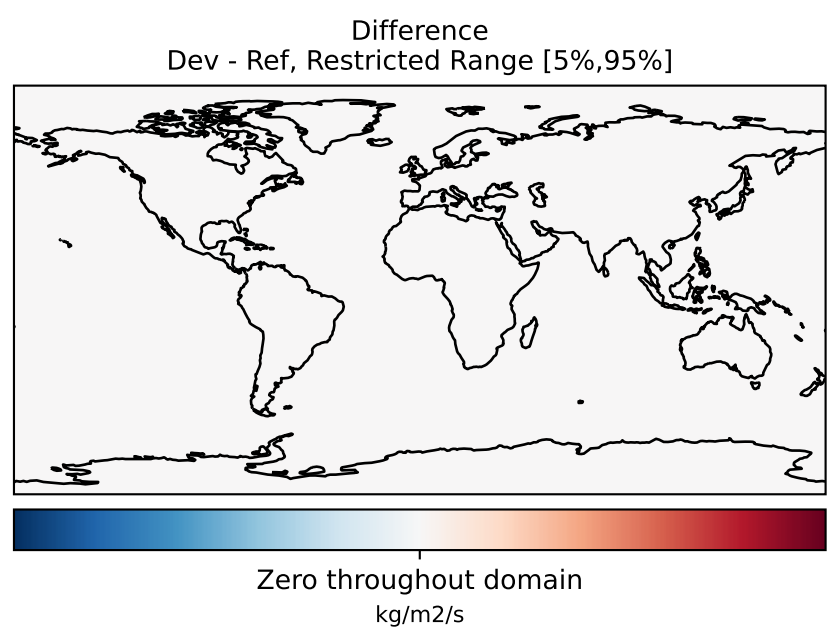 Difference
Dev - Ref, Restricted Range [5%,95%]
Zero throughout domain
kg/m2/s